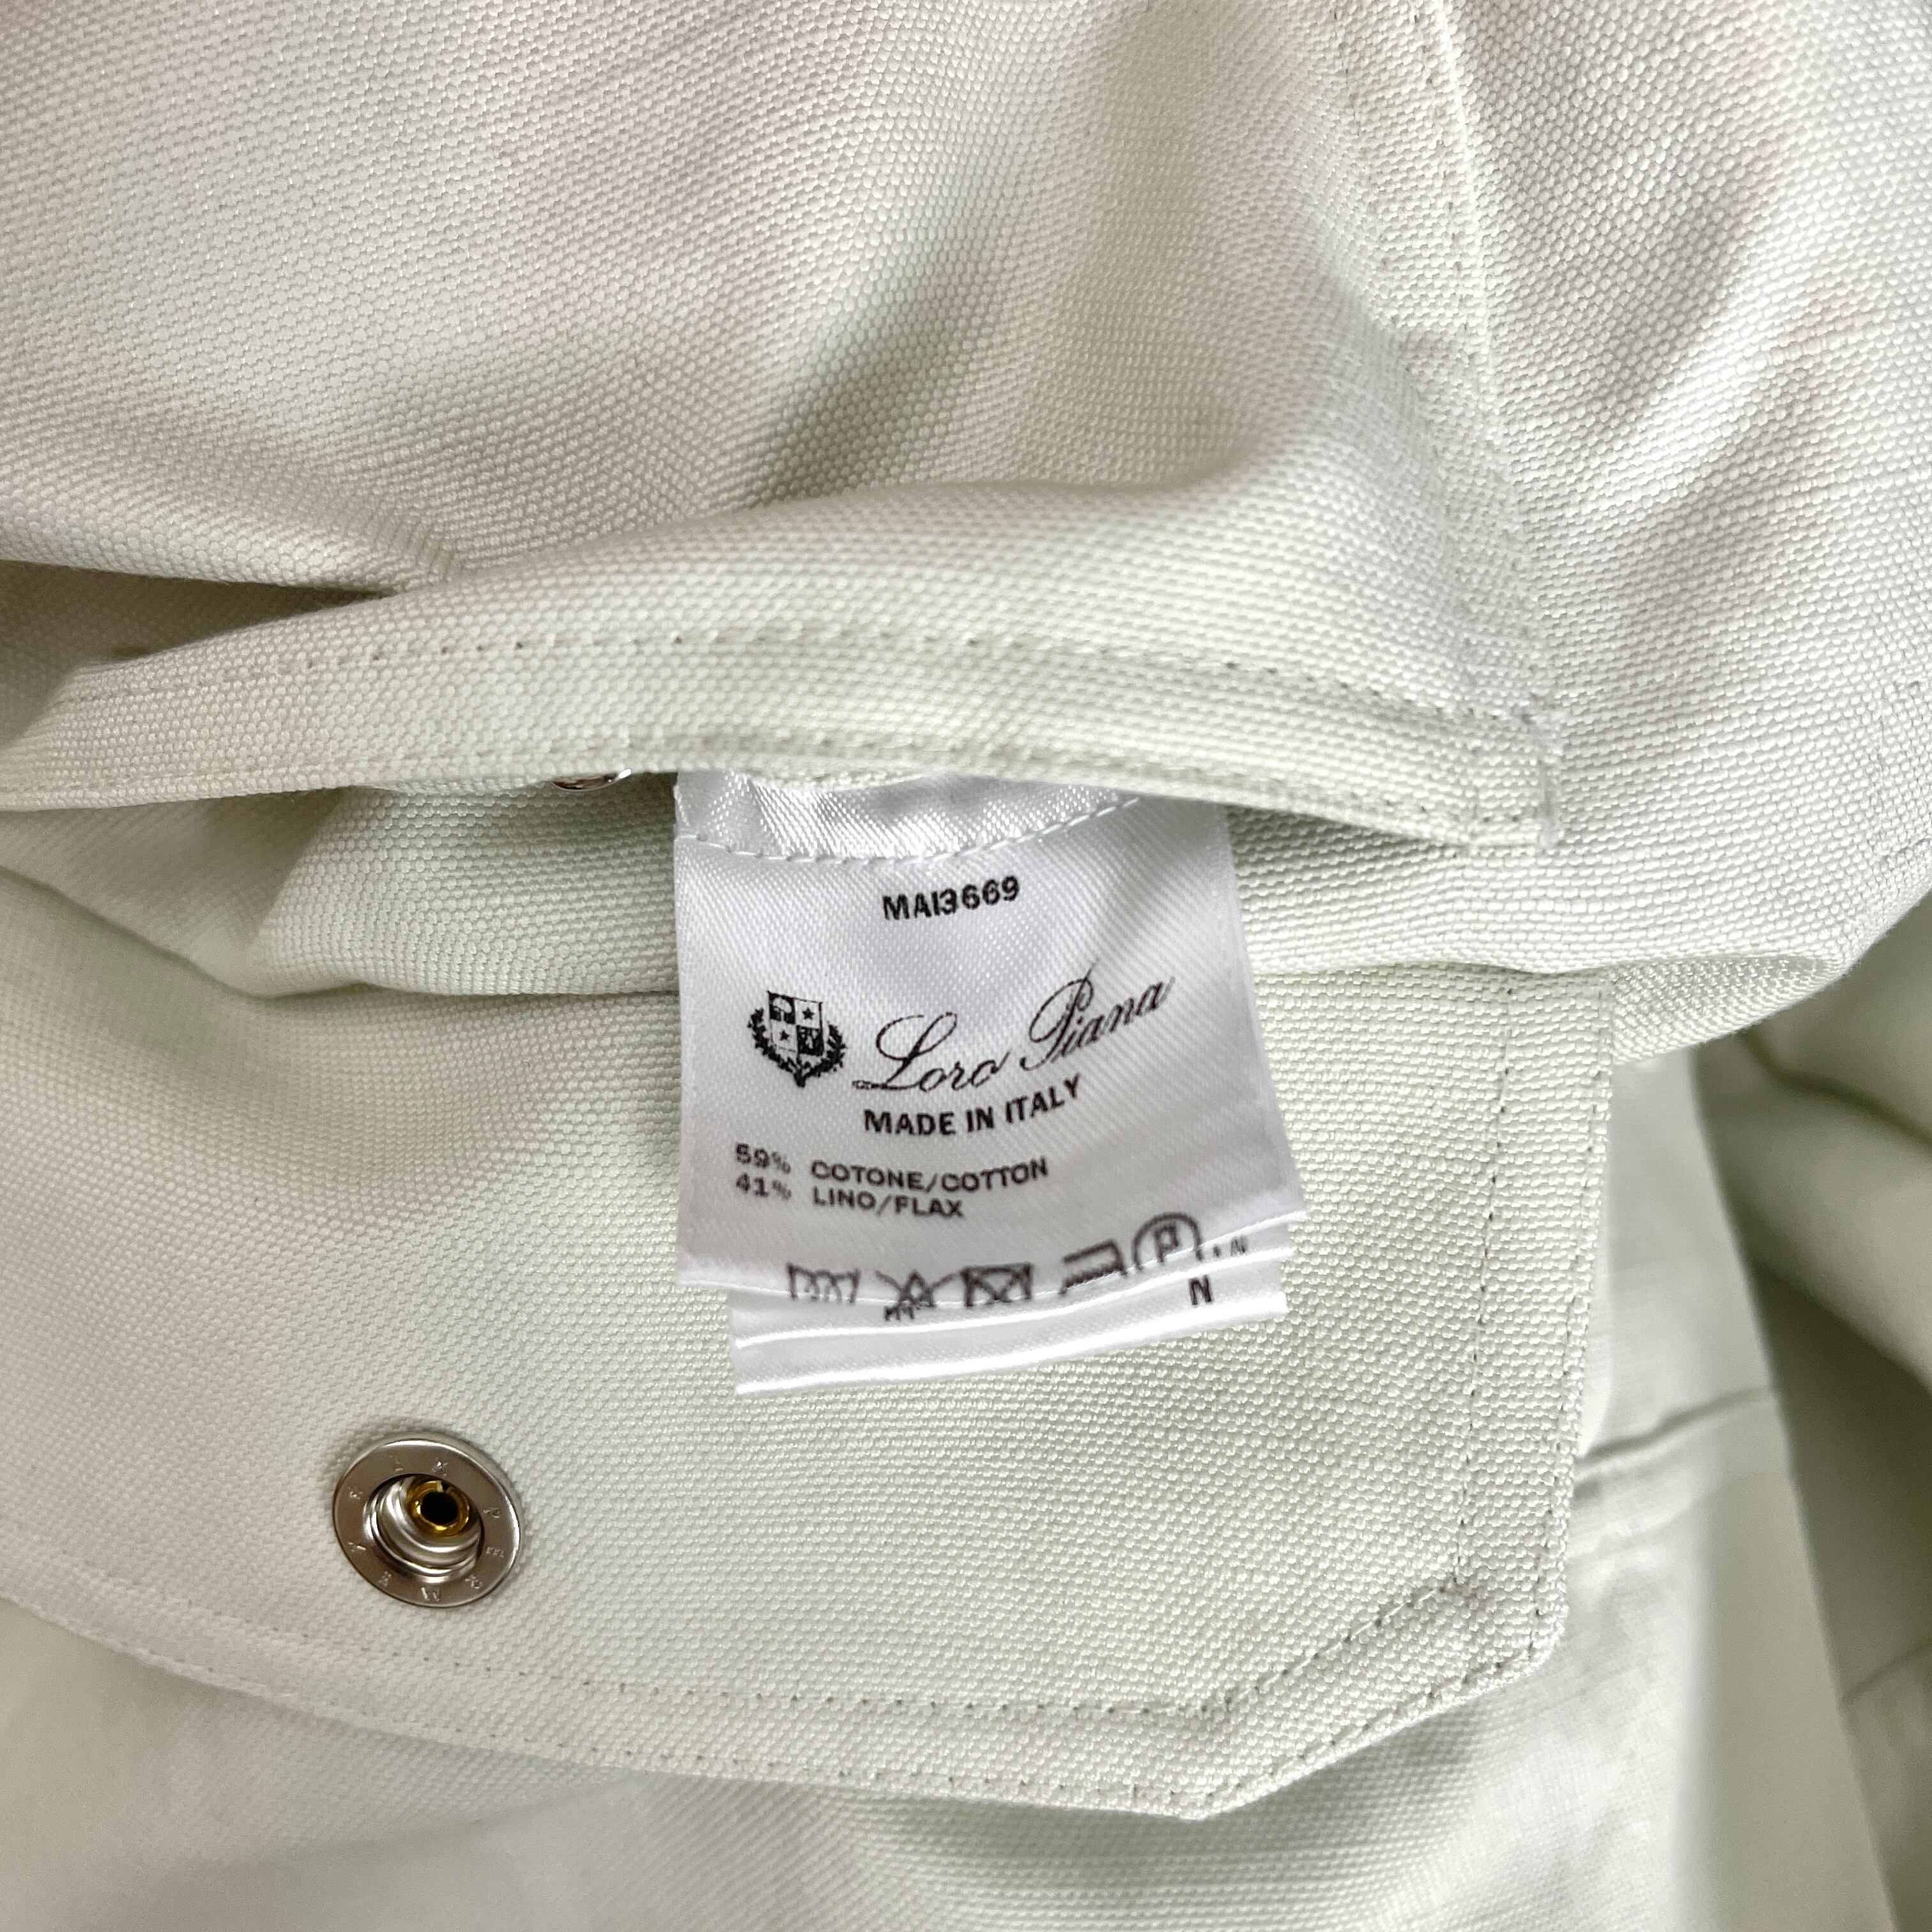 MAI3669
Loro Piana
MADE IN ITALY
59% COTONE/COTTON
41% LINO/FLAX
P
N